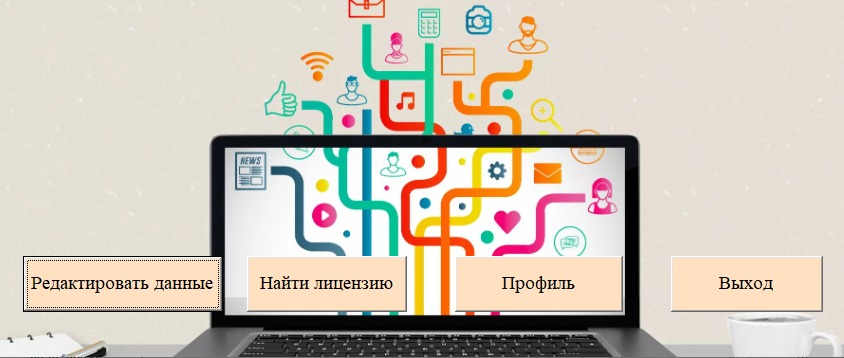 NEWS
Редактировать данные
Найти лицензию
Профиль
Выход